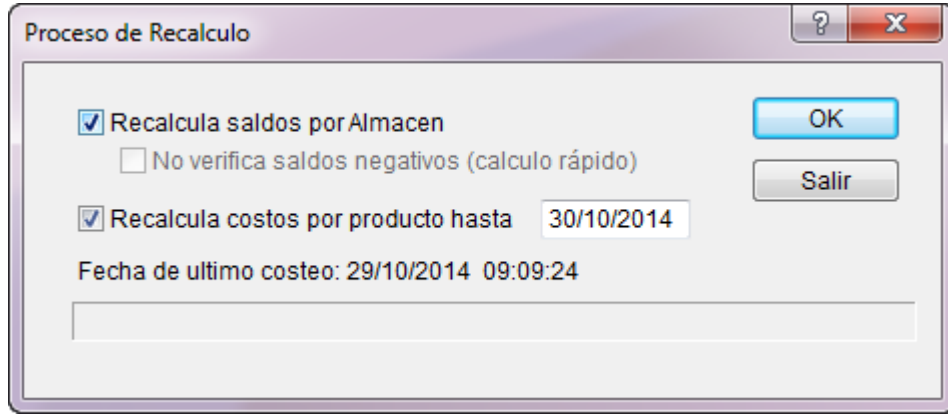 Proceso de Recalculo
?
Recalcula saldos por Almacen
OK
No verifica saldos negativos (calculo rápido)
Salir
Recalcula costos por producto hasta 30/10/2014
Fecha de ultimo costeo: 29/10/2014 09:09:24